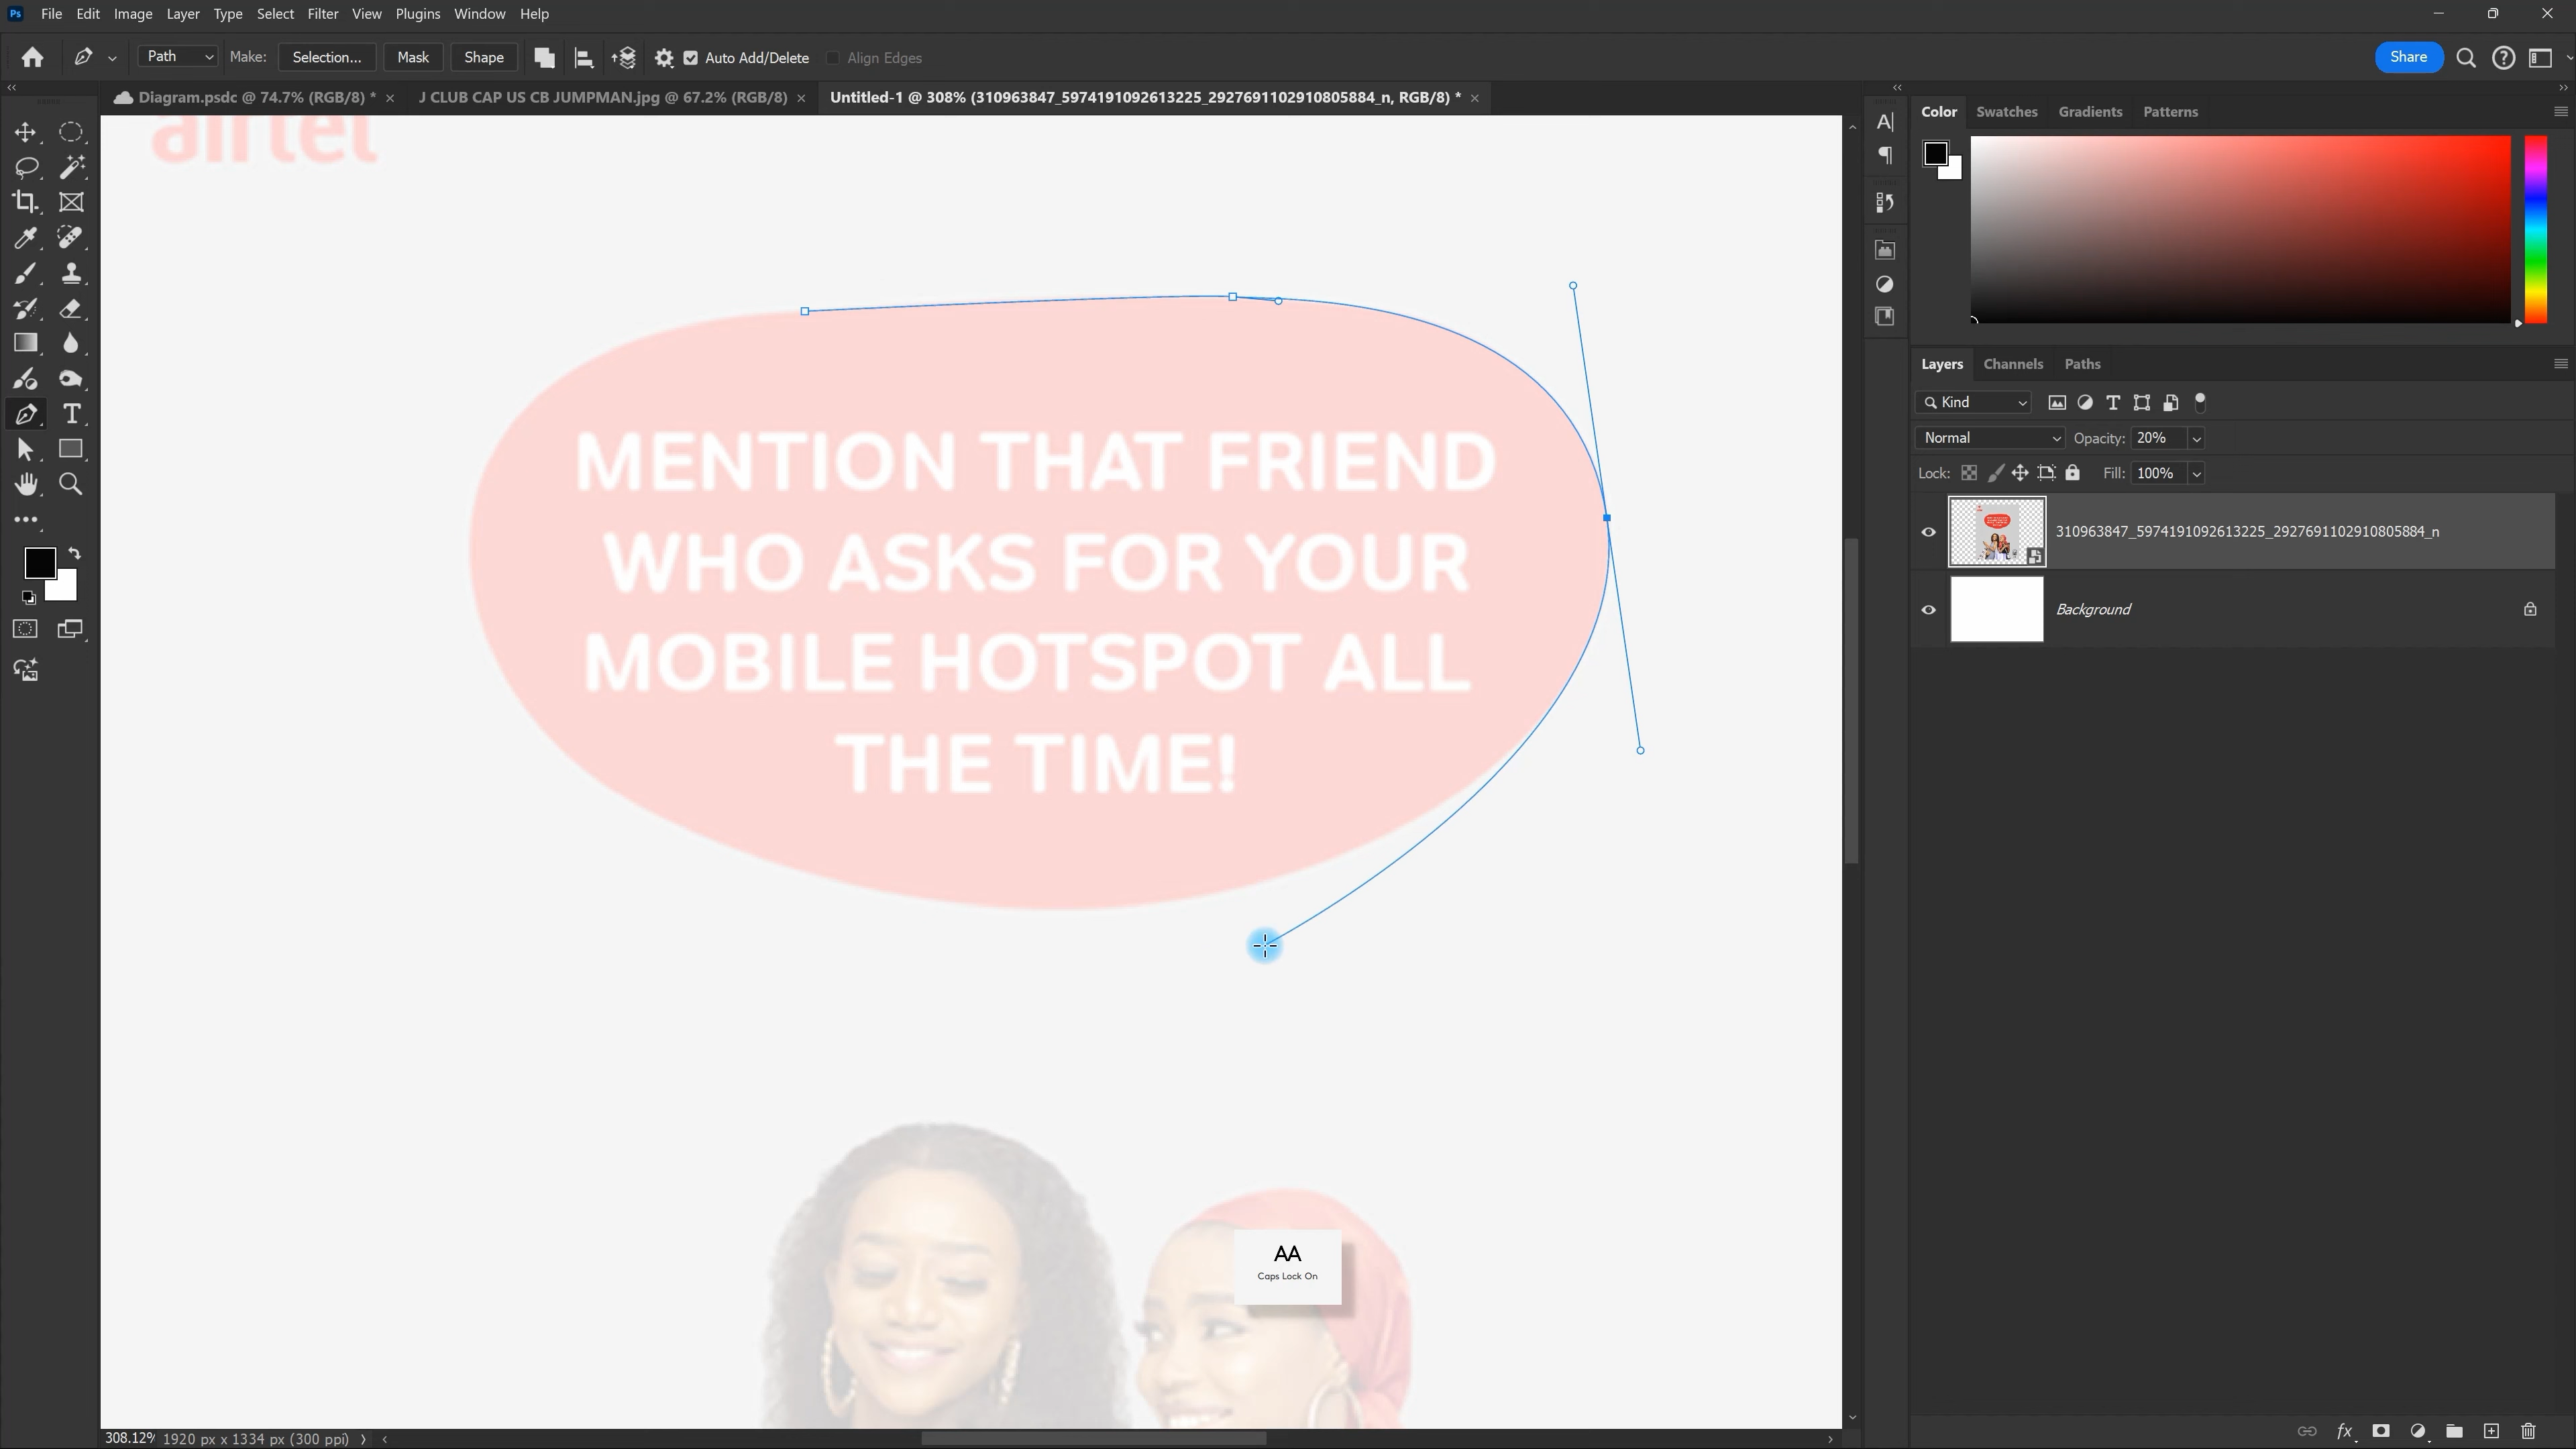 Ps File Edit Image Layer Type Select Filter View Plugins Window Help
Path Make: Selection... Mask Shape Auto Add/Delete Align Edges Share
Diagram.psdc @ 74.7% (RGB/8) * × J CLUB CAP US CB JUMPMAN.jpg @ 67.2% (RGB/8) × Untitled-1 @ 308% (310963847_5974191092613225_2927691102910805884_n, RGB/8) * ×
Color Swatches Gradients Patterns
airtel
MENTION THAT FRIEND
WHO ASKS FOR YOUR
MOBILE HOTSPOT ALL
THE TIME!
AA
Caps Lock On
Layers Channels Paths
Kind
Normal Opacity: 20%
Lock: Fill: 100%
310963847_5974191092613225_2927691102910805884_n
Background
fx
308.12% 1920 px x 1334 px (300 ppi)